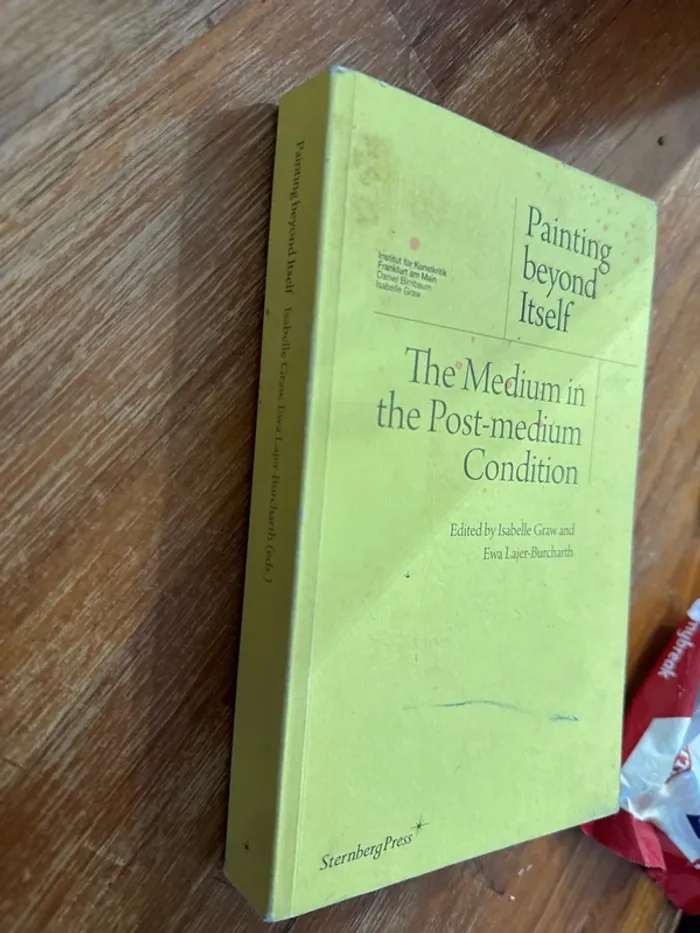 Painting beyond Itself Isabelle Graw, Ewa Lajer-Burcharth (eds.)
Institut für Kunstkritik
Frankfurt am Main
Daniel Birnbaum
Isabelle Graw
Painting
beyond
Itself
The Medium in
the Post-medium
Condition
Edited by Isabelle Graw and
Ewa Lajer-Burcharth
SternbergPress